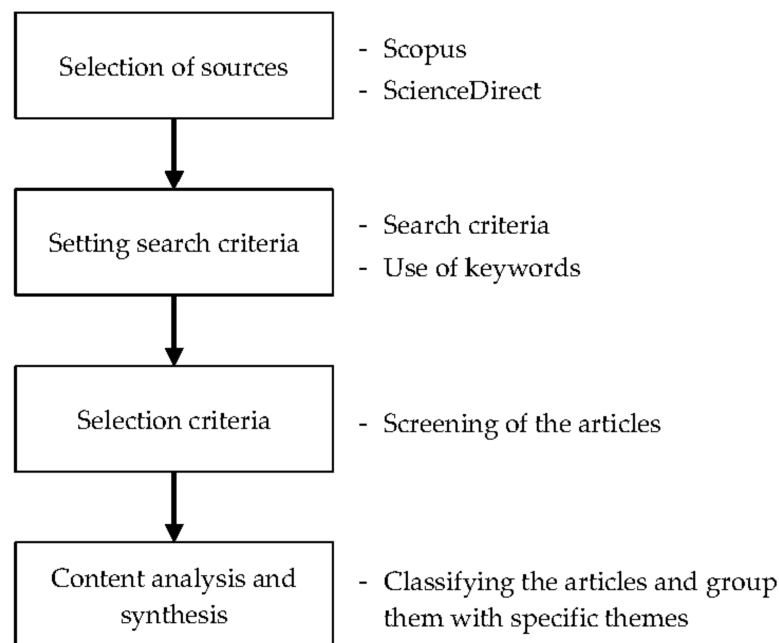 Selection of sources
- Scopus
- ScienceDirect
Setting search criteria
- Search criteria
- Use of keywords
Selection criteria
- Screening of the articles
Content analysis and
synthesis
- Classifying the articles and group
them with specific themes